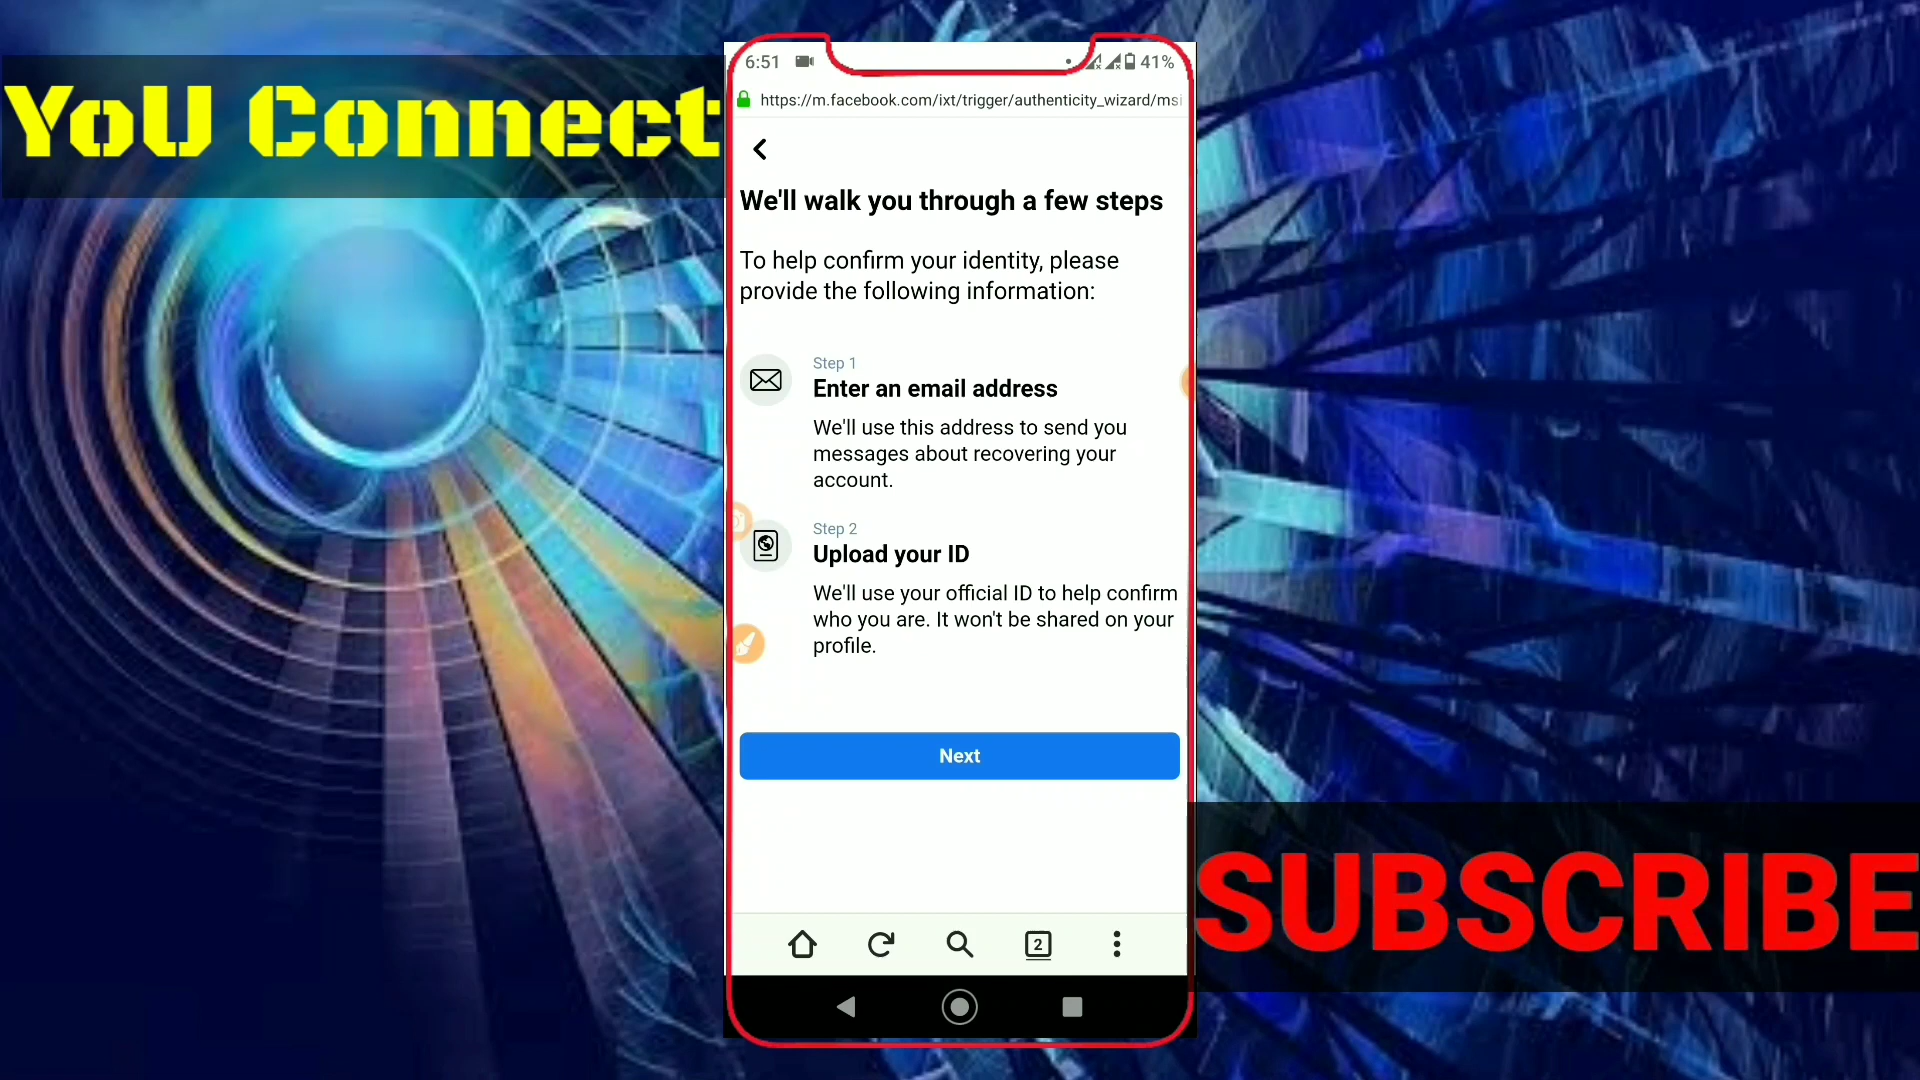 YoU Connect
6:51
41%
https://m.facebook.com/ixt/trigger/authenticity_wizard/msi
We'll walk you through a few steps
To help confirm your identity, please
provide the following information:
Step 1
Enter an email address
We'll use this address to send you
messages about recovering your
account.
Step 2
Upload your ID
We'll use your official ID to help confirm
who you are. It won't be shared on your
profile.
Next
2
SUBSCRIBE